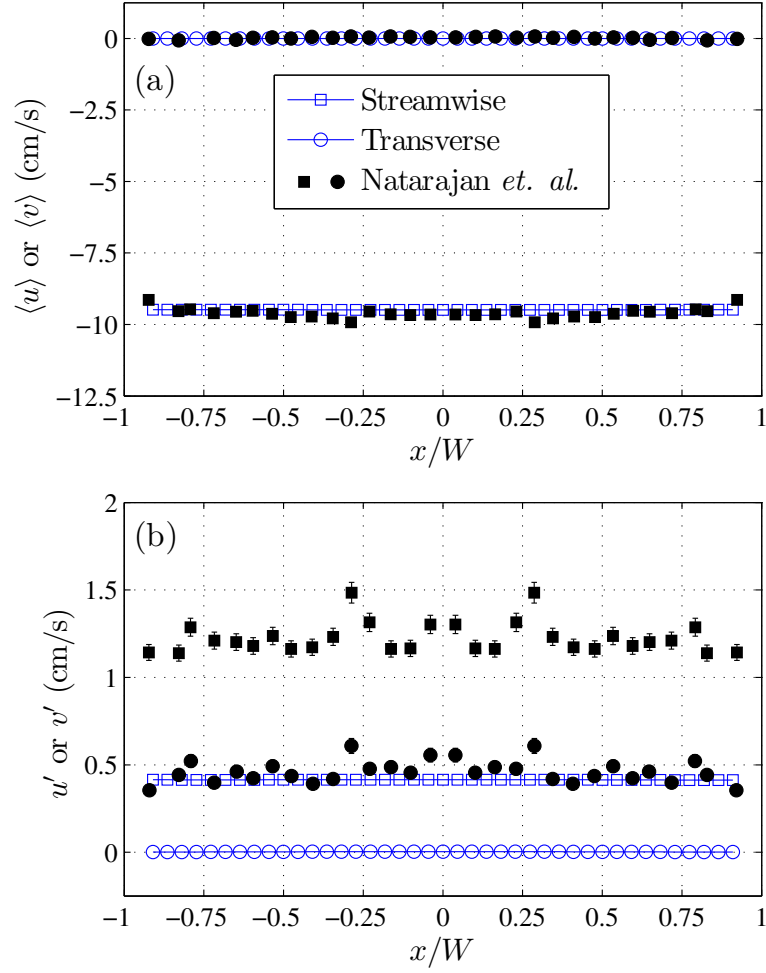 0
−2.5
−5
−7.5
−10
−12.5
⟨u⟩ or ⟨v⟩ (cm/s)
(a)
Streamwise
Transverse
Natarajan et. al.
−1 −0.75 −0.5 −0.25 0 0.25 0.5 0.75 1
x/W
2
1.5
1
0.5
0
u′ or v′ (cm/s)
(b)
−1 −0.75 −0.5 −0.25 0 0.25 0.5 0.75 1
x/W